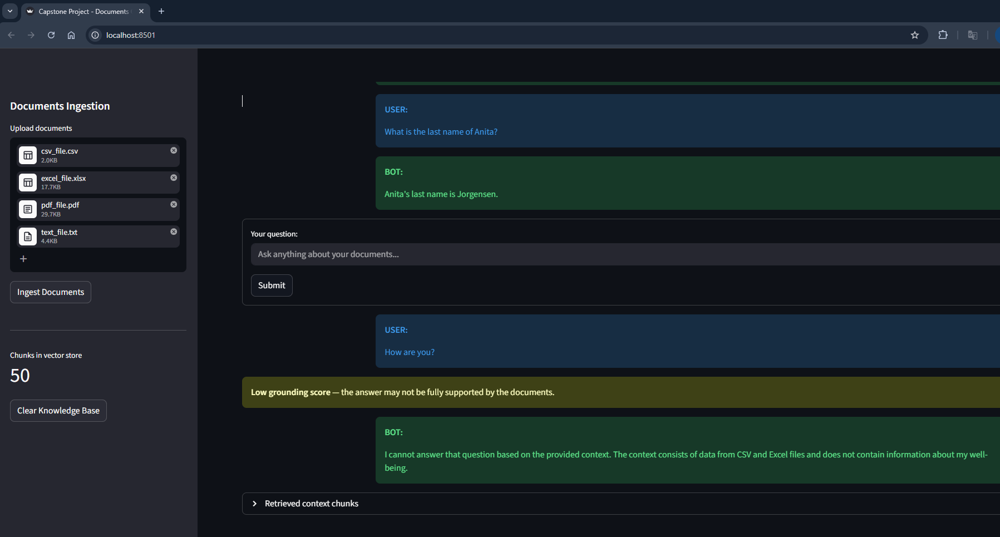 Capstone Project - Documents
localhost:8501
Documents Ingestion
Upload documents
csv_file.csv
2.0KB
excel_file.xlsx
17.7KB
pdf_file.pdf
29.7KB
text_file.txt
4.4KB
Ingest Documents
Chunks in vector store
50
Clear Knowledge Base
USER:
What is the last name of Anita?
BOT:
Anita's last name is Jorgensen.
Your question:
Ask anything about your documents...
Submit
USER:
How are you?
Low grounding score — the answer may not be fully supported by the documents.
BOT:
I cannot answer that question based on the provided context. The context consists of data from CSV and Excel files and does not contain information about my well-
being.
Retrieved context chunks